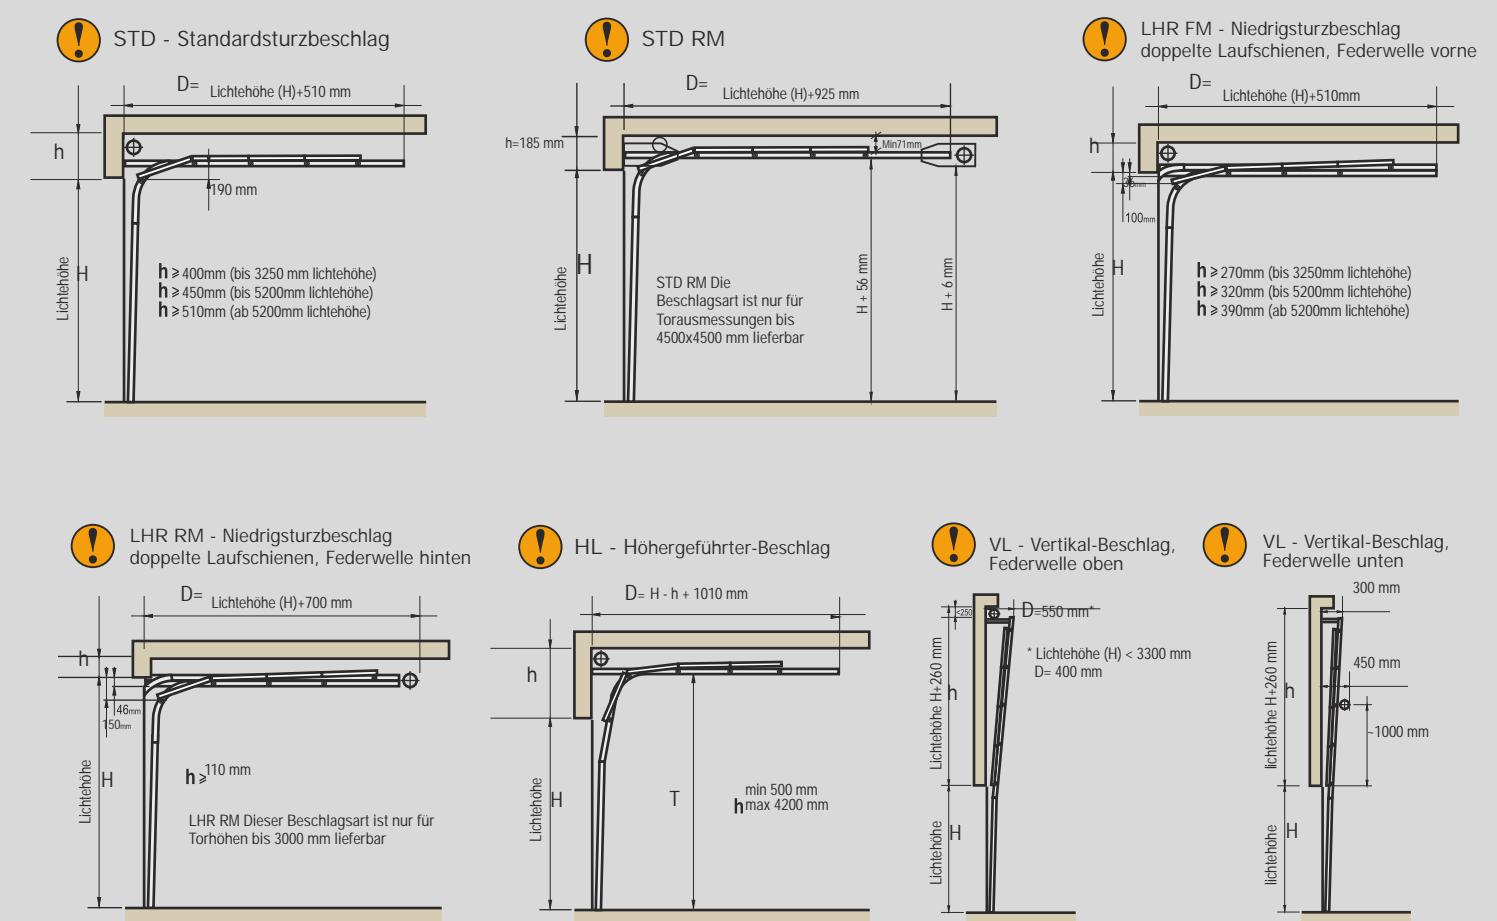 STD - Standardsturzbeschlag
D=
Lichtehöhe (H)+510 mm
h
190 mm
Lichtehöhe
H
h ≥ 400mm (bis 3250 mm lichtehöhe)
h ≥ 450mm (bis 5200mm lichtehöhe)
h ≥ 510mm (ab 5200mm lichtehöhe)
STD RM
D=
Lichtehöhe (H)+925 mm
h=185 mm
Min71mm
Lichtehöhe
H
STD RM Die
Beschlagsart ist nur für
Torausmessungen bis
4500x4500 mm lieferbar
H + 56 mm
H + 6 mm
LHR FM - Niedrigsturzbeschlag
doppelte Laufschienen, Federwelle vorne
D=
Lichtehöhe (H)+510mm
h
100mm
Lichtehöhe
H
h ≥ 270mm (bis 3250mm lichtehöhe)
h ≥ 320mm (bis 5200mm lichtehöhe)
h ≥ 390mm (ab 5200mm lichtehöhe)
LHR RM - Niedrigsturzbeschlag
doppelte Laufschienen, Federwelle hinten
D=
Lichtehöhe (H)+700 mm
h
46mm
150mm
Lichtehöhe
H
h ≥ 110 mm
LHR RM Dieser Beschlagsart ist nur für
Torhöhen bis 3000 mm lieferbar
HL - Höhergeführter-Beschlag
D= H - h + 1010 mm
h
Lichtehöhe
H
T
min 500 mm
h max 4200 mm
VL - Vertikal-Beschlag,
Federwelle oben
<250
D=550 mm*
* Lichtehöhe (H) < 3300 mm
D= 400 mm
Lichtehöhe H+260 mm
h
Lichtehöhe
H
VL - Vertikal-Beschlag,
Federwelle unten
300 mm
450 mm
~1000 mm
lichtehöhe H+260 mm
h
lichtehöhe
H